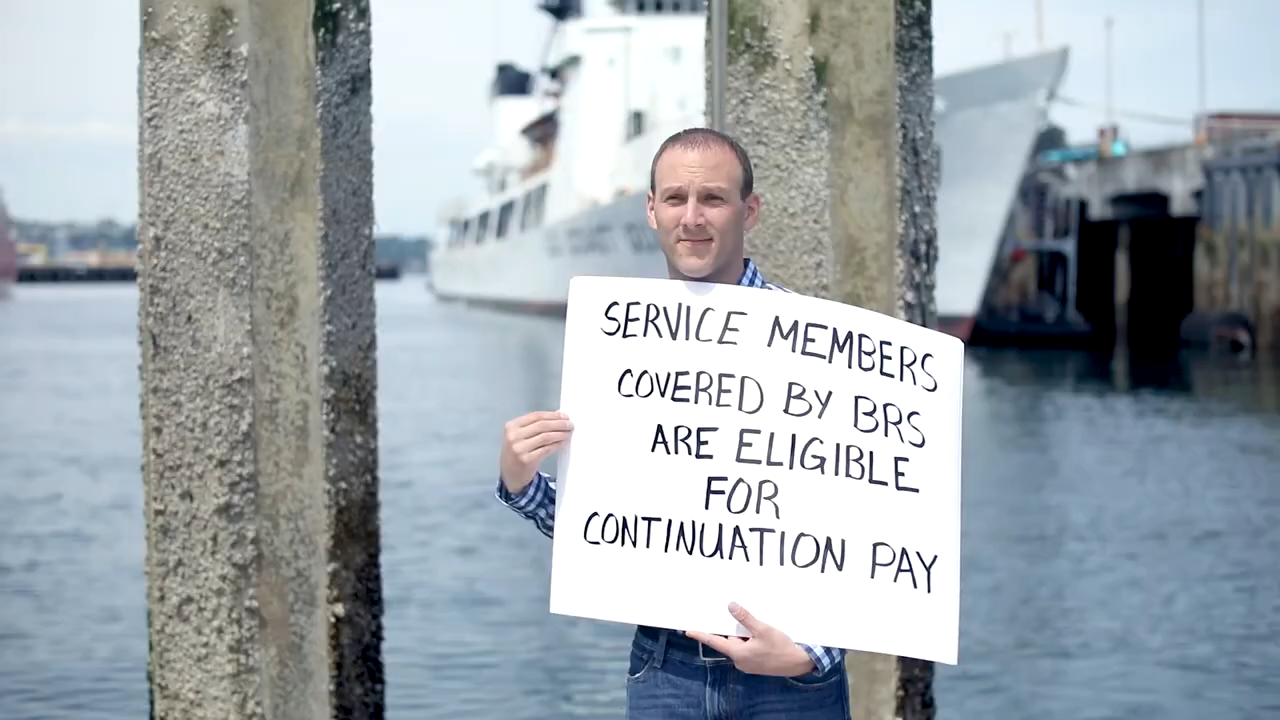 SERVICE MEMBERS
COVERED BY BRS
ARE ELIGIBLE
FOR
CONTINUATION PAY